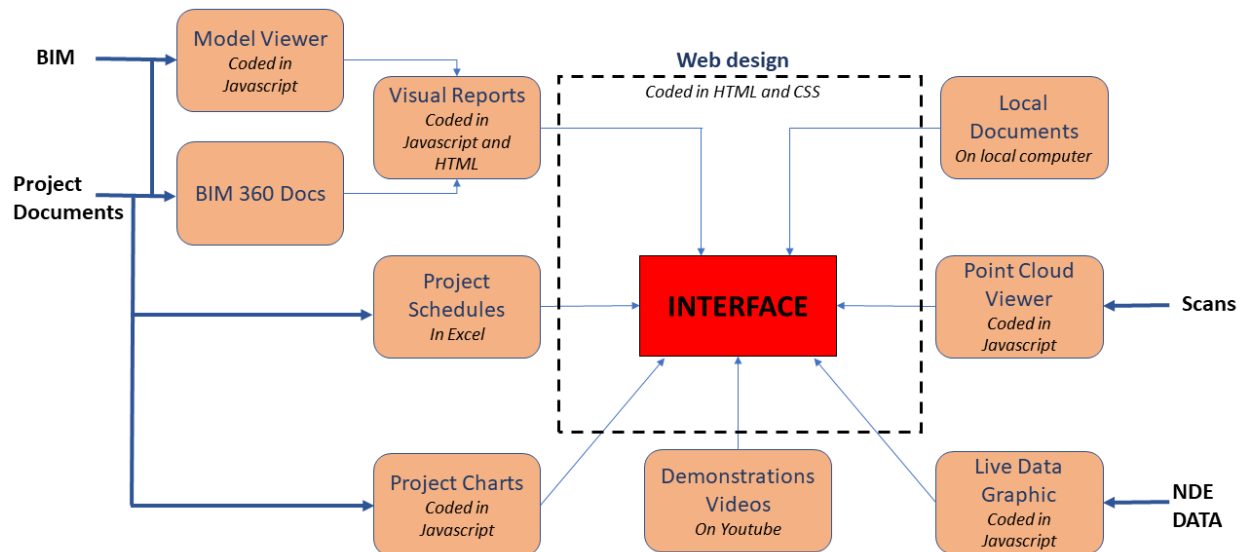 BIM
Model Viewer
Coded in
Javascript
Visual Reports
Coded in
Javascript and
HTML
Web design
Coded in HTML and CSS
Local
Documents
On local computer
Project
Documents
BIM 360 Docs
Project
Schedules
In Excel
INTERFACE
Point Cloud
Viewer
Coded in
Javascript
Scans
Project Charts
Coded in
Javascript
Demonstrations
Videos
On Youtube
Live Data
Graphic
Coded in
Javascript
NDE
DATA